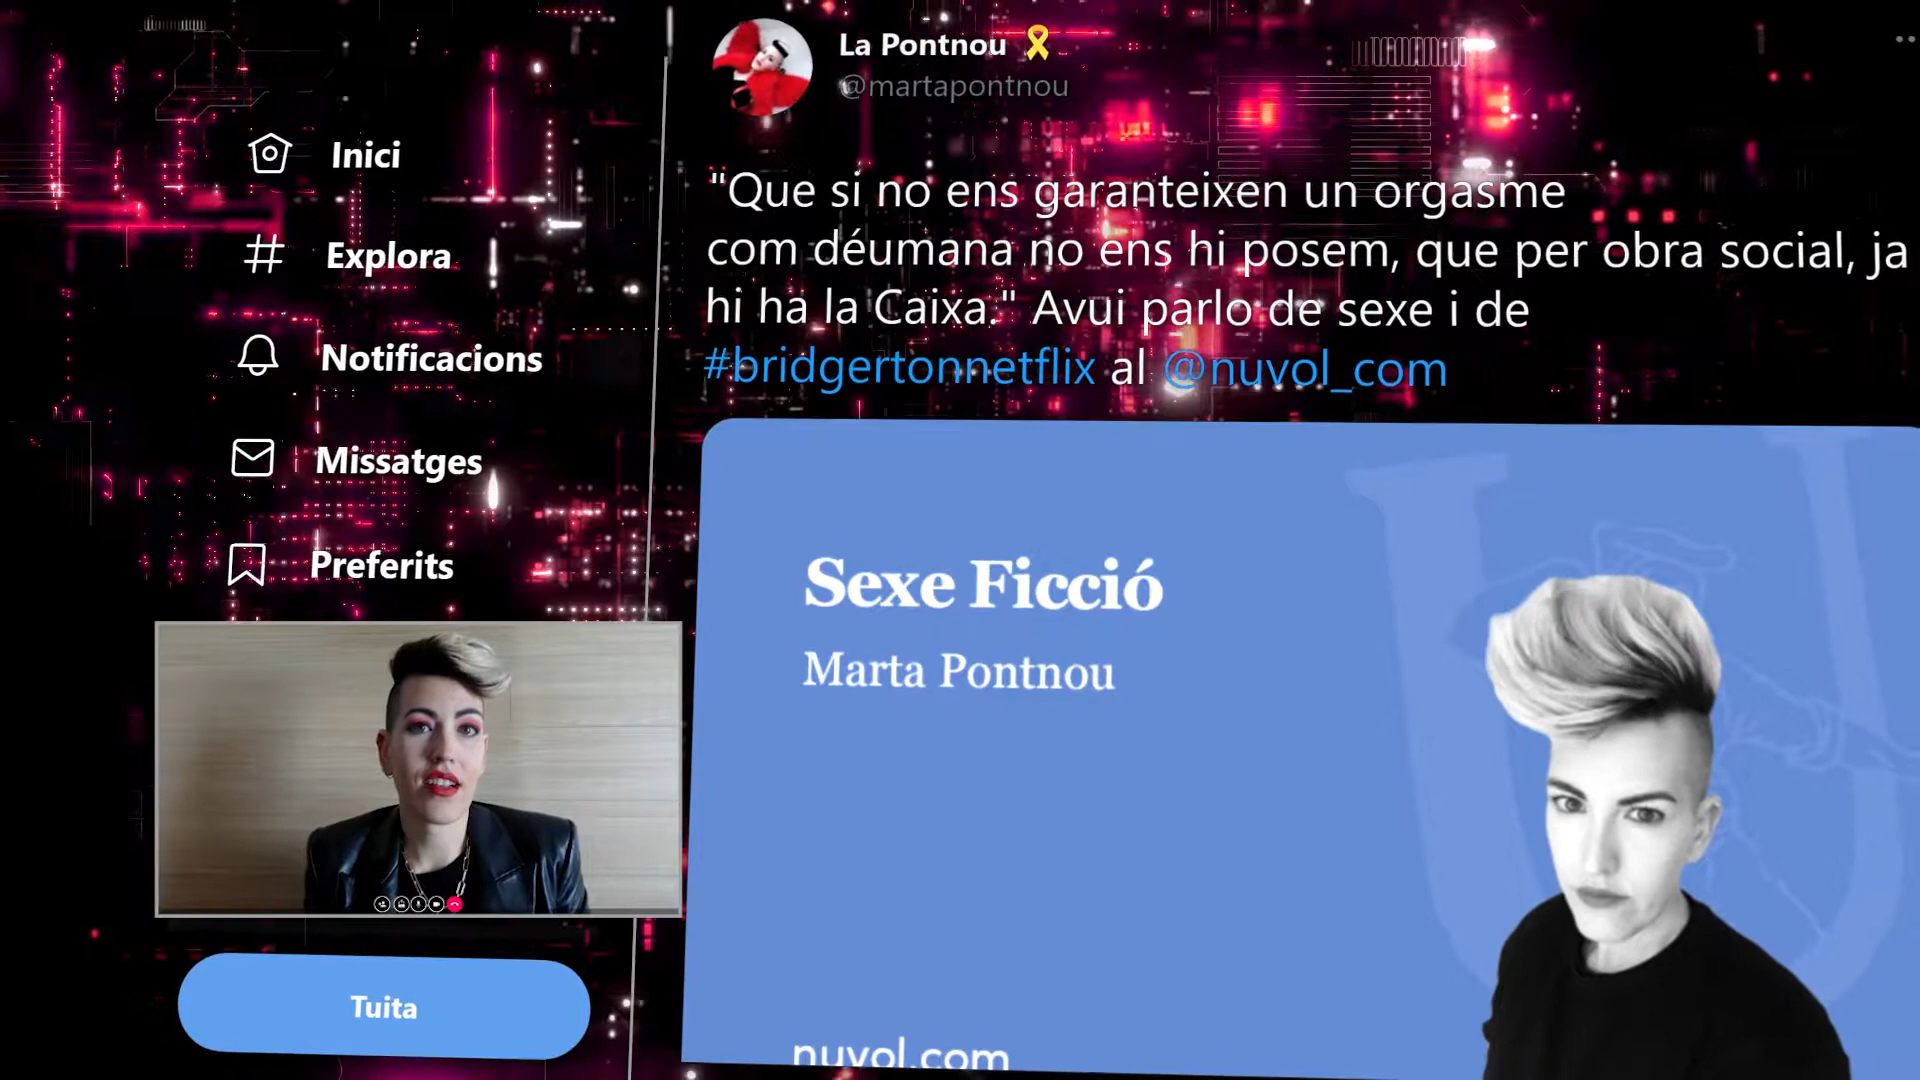 Inici
Explora
Notificacions
Missatges
Preferits
Tuita
La Pontnou
@martapontnou
"Que si no ens garanteixen un orgasme
com déumana no ens hi posem, que per obra social, ja
hi ha la Caixa." Avui parlo de sexe i de
#bridgertonnetflix al @nuvol_com
Sexe Ficció
Marta Pontnou
nuvol.com